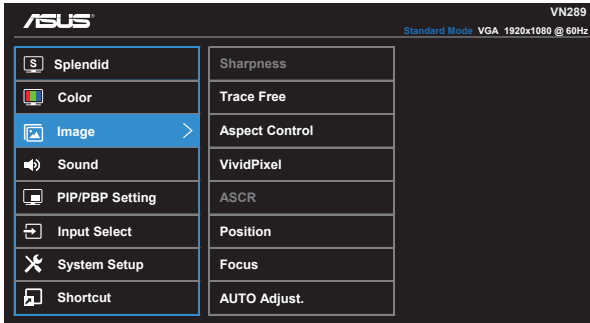 ASUS
VN289
Standard Mode VGA 1920x1080 @ 60Hz
S Splendid
Color
Image
Sound
PIP/PBP Setting
Input Select
System Setup
Shortcut
Sharpness
Trace Free
Aspect Control
VividPixel
ASCR
Position
Focus
AUTO Adjust.